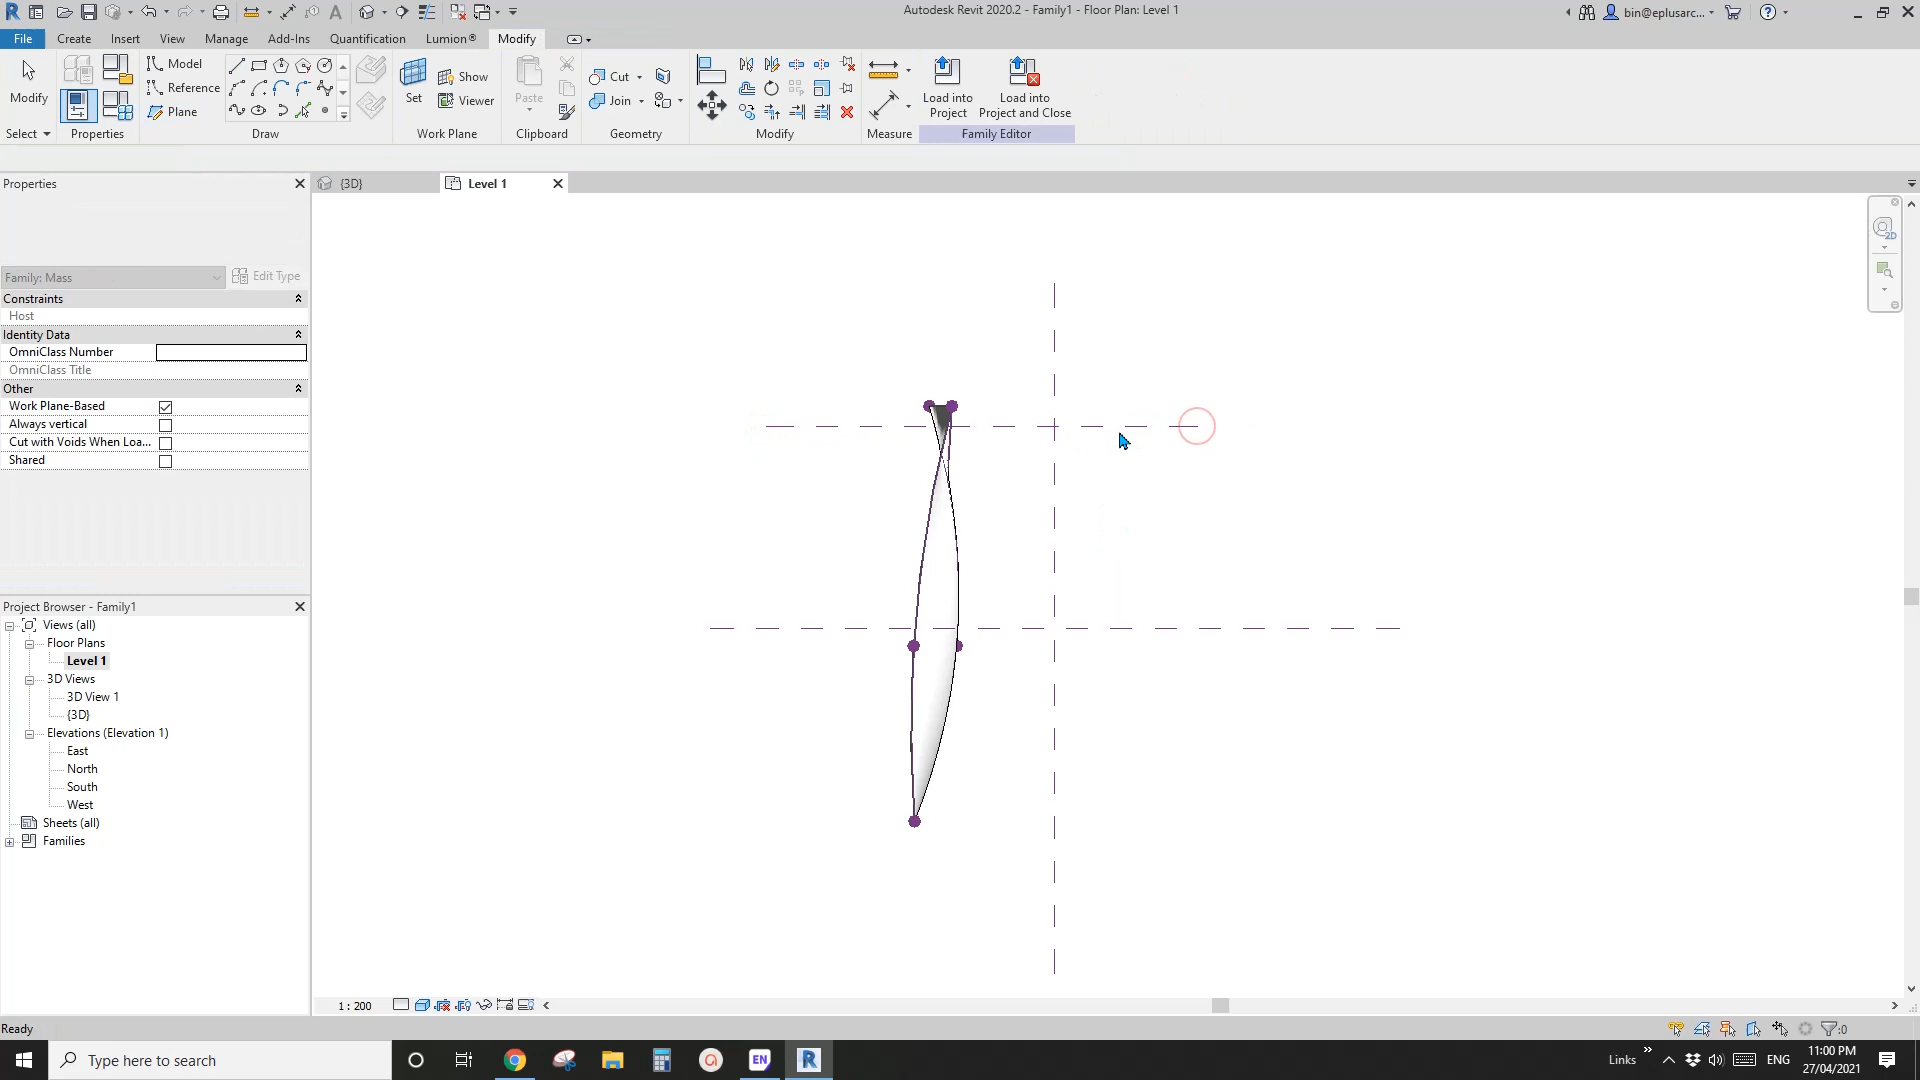 Autodesk Revit 2020.2 - Family1 - Floor Plan: Level 1
bin@eplusarc...
File Create Insert View Manage Add-Ins Massing Quantification Lumion® Modify
Modify
Select
Properties
Model
Reference
Plane
Draw
Set
Show
Viewer
Work Plane
Paste
Clipboard
Cut
Join
Geometry
Modify
Measure
Load into
Project
Load into
Project and Close
Family Editor
Properties
{3D}
Level 1
Family: Mass
Edit Type
Constraints
Host
Identity Data
OmniClass Number
OmniClass Title
Other
Work Plane-Based
Always vertical
Cut with Voids When Loa...
Shared
Project Browser - Family1
Views (all)
Floor Plans
Level 1
3D Views
3D View 1
{3D}
Elevations (Elevation 1)
East
North
South
West
Sheets (all)
Families
2D
1 : 200
Ready
:0
Type here to search
EN
R
Links
ENG
11:00 PM
27/04/2021